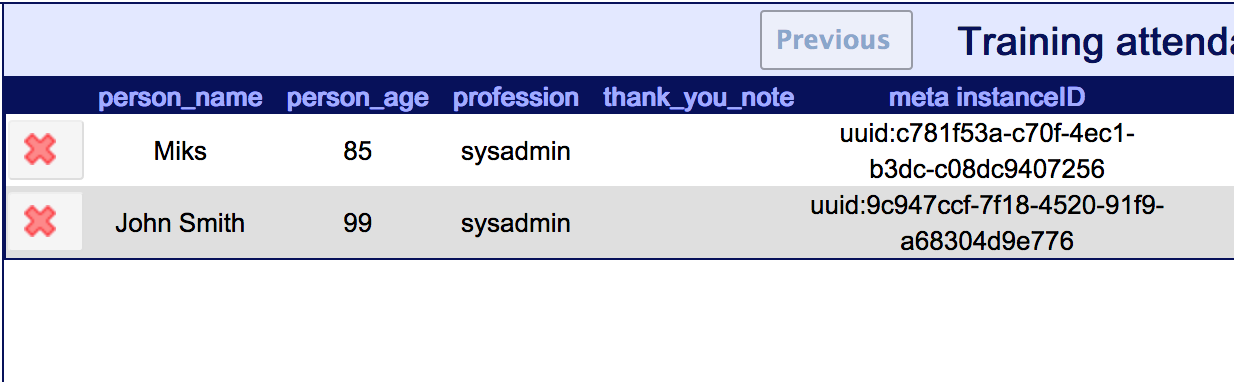 Previous Training attenda
person_name person_age profession thank_you_note meta instanceID
Miks 85 sysadmin uuid:c781f53a-c70f-4ec1-
b3dc-c08dc9407256
John Smith 99 sysadmin uuid:9c947ccf-7f18-4520-91f9-
a68304d9e776